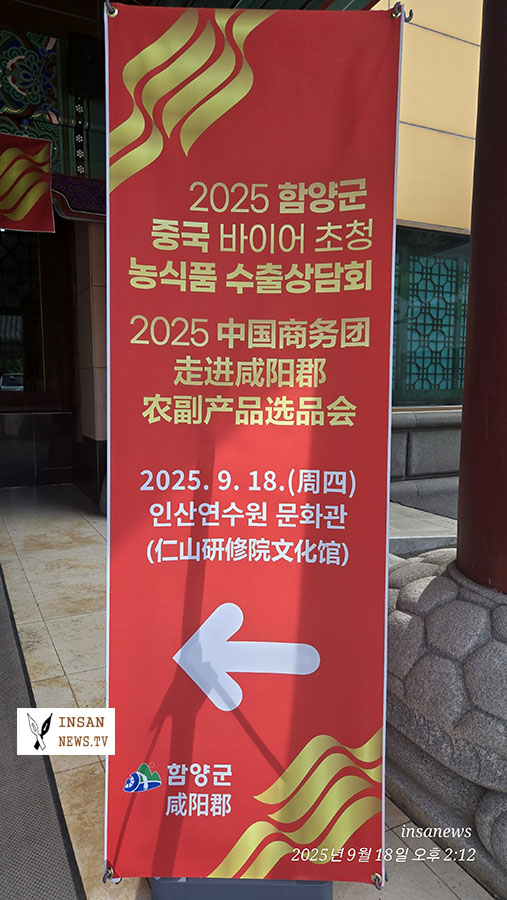 2025 함양군
중국 바이어 초청
농식품 수출상담회
2025 中国商务团
走进咸阳郡
农副产品选品会
2025. 9. 18.(周四)
인산연수원 문화관
(仁山研修院文化馆)
INSAN
NEWS.TV
함양군
咸阳郡
insanews
2025년 9월 18일 오후 2:12